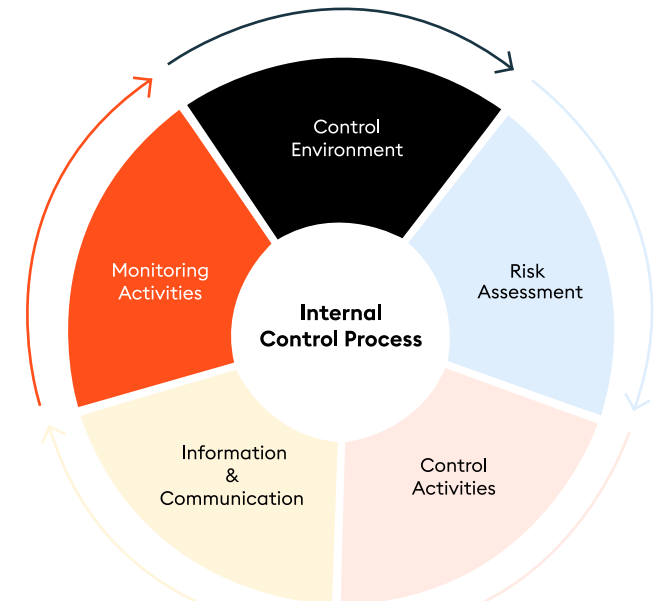 Control
Environment
Risk
Assessment
Control
Activities
Information
&
Communication
Monitoring
Activities
Internal
Control Process